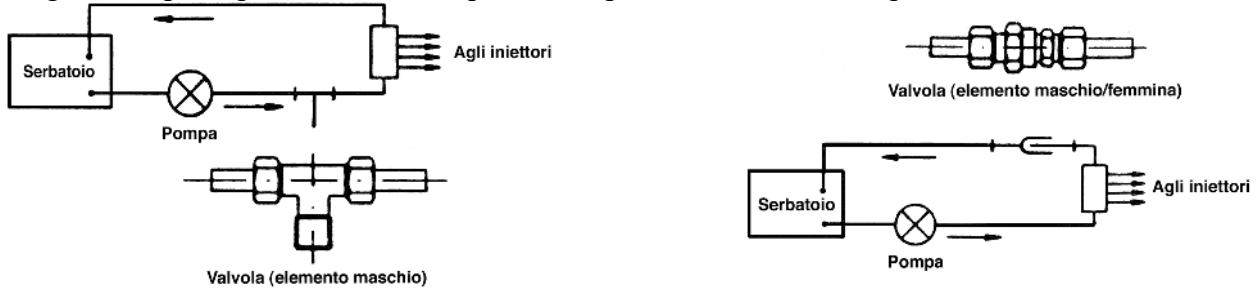 Agli iniettori
Serbatoio
Pompa
Valvola (elemento maschio)
Valvola (elemento maschio/femmina)
Agli iniettori
Serbatoio
Pompa